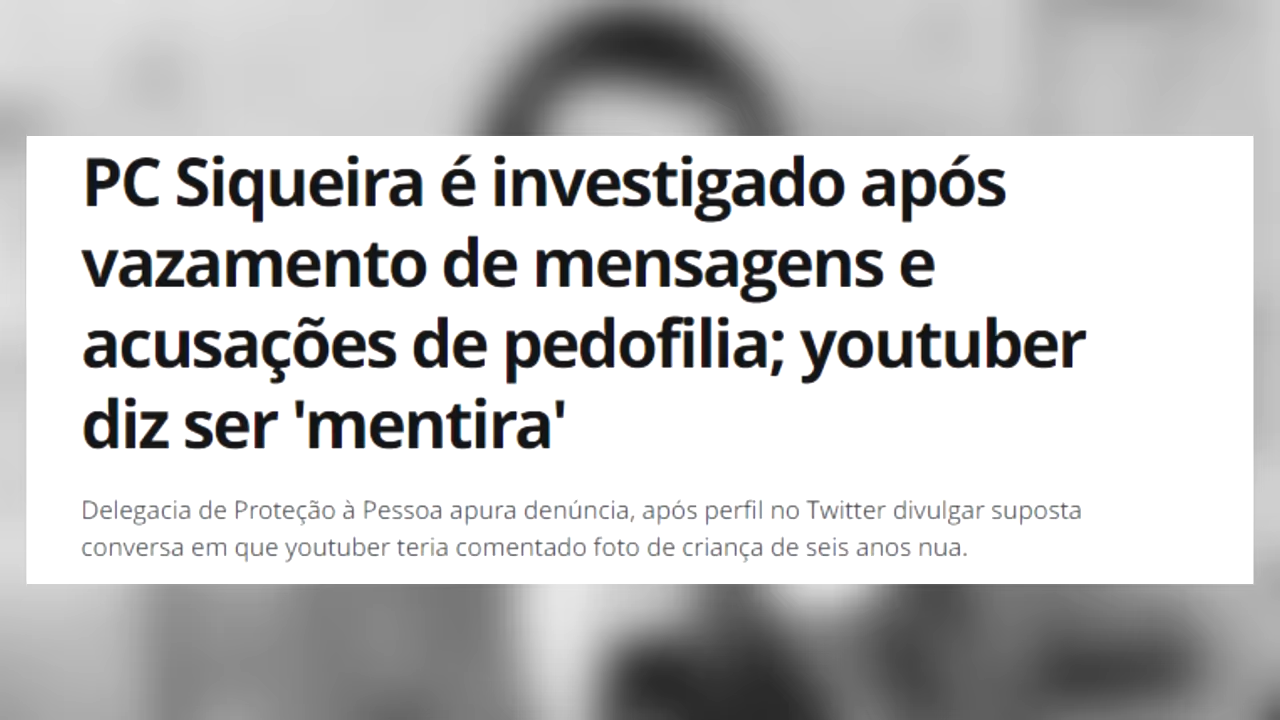 PC Siqueira é investigado após
vazamento de mensagens e
acusações de pedofilia; youtuber
diz ser 'mentira'
Delegacia de Proteção à Pessoa apura denúncia, após perfil no Twitter divulgar suposta
conversa em que youtuber teria comentado foto de criança de seis anos nua.